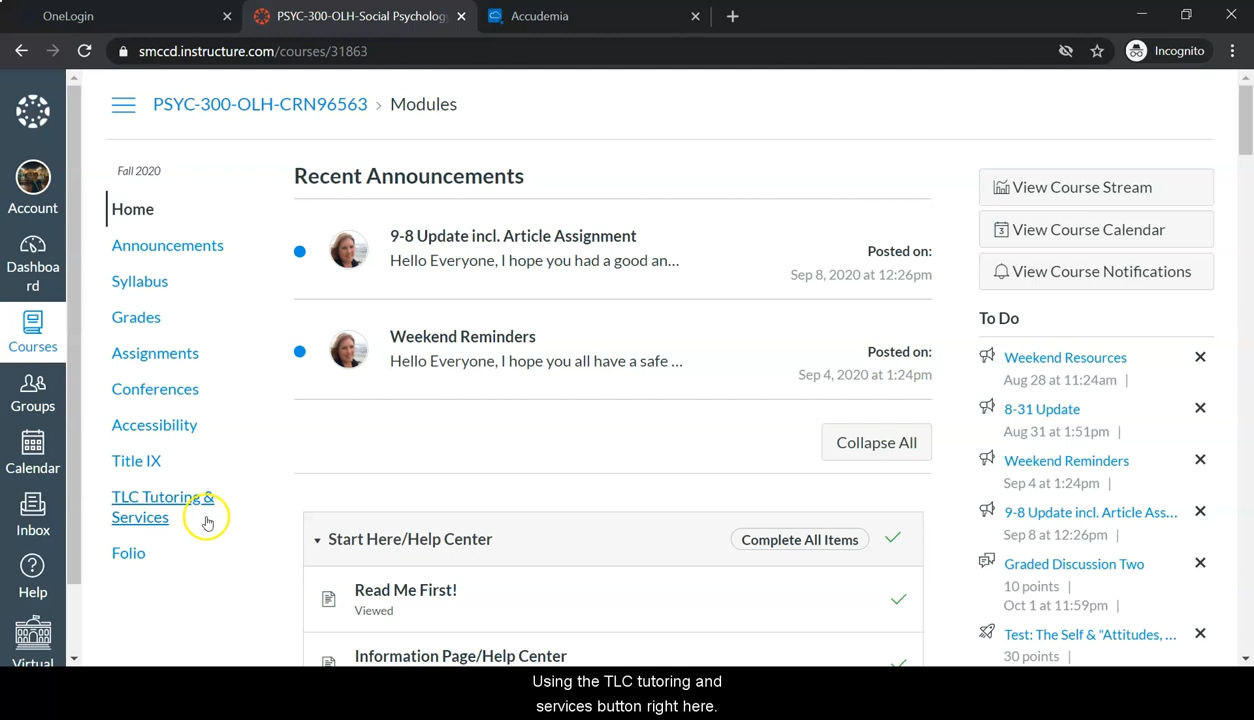 OneLogin
PSYC-300-OLH-Social Psychology
Accudemia
smccd.instructure.com/courses/31863
Incognito
PSYC-300-OLH-CRN96563 > Modules
Account
Dashboa
rd
Courses
Groups
Calendar
Inbox
Help
Virtual
Fall 2020
Home
Announcements
Syllabus
Grades
Assignments
Conferences
Accessibility
Title IX
TLC Tutoring &
Services
Folio
Recent Announcements
9-8 Update incl. Article Assignment
Hello Everyone, I hope you had a good an...
Posted on:
Sep 8, 2020 at 12:26pm
Weekend Reminders
Hello Everyone, I hope you all have a safe ...
Posted on:
Sep 4, 2020 at 1:24pm
Collapse All
Start Here/Help Center
Complete All Items
Read Me First!
Viewed
Information Page/Help Center
View Course Stream
View Course Calendar
View Course Notifications
To Do
Weekend Resources
Aug 28 at 11:24am |
8-31 Update
Aug 31 at 1:51pm |
Weekend Reminders
Sep 4 at 1:24pm |
9-8 Update incl. Article Ass...
Sep 8 at 12:26pm |
Graded Discussion Two
10 points |
Oct 1 at 11:59pm |
Test: The Self & "Attitudes, ...
30 points |
Using the TLC tutoring and
services button right here.